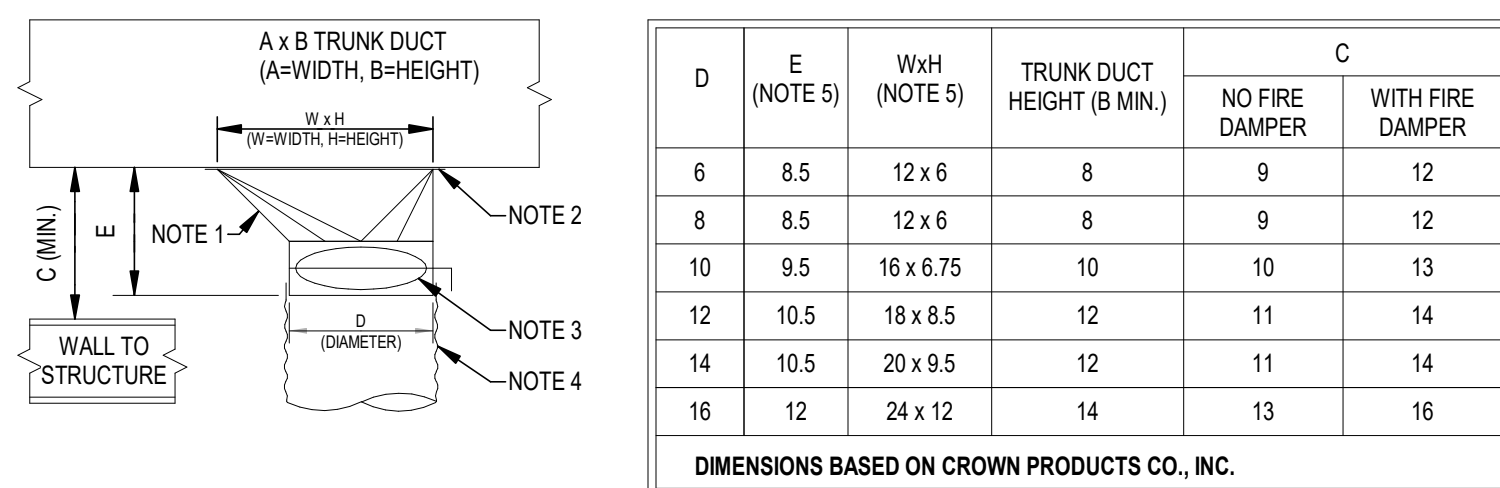 A x B TRUNK DUCT
(A=WIDTH, B=HEIGHT)
W x H
(W=WIDTH, H=HEIGHT)
C (MIN.)
E
NOTE 1
NOTE 2
NOTE 3
D
(DIAMETER)
NOTE 4
WALL TO
STRUCTURE
D
E
(NOTE 5)
WxH
(NOTE 5)
TRUNK DUCT
HEIGHT (B MIN.)
C
NO FIRE
DAMPER
WITH FIRE
DAMPER
6 8.5 12 x 6 8 9 12
8 8.5 12 x 6 8 9 12
10 9.5 16 x 6.75 10 10 13
12 10.5 18 x 8.5 12 11 14
14 10.5 20 x 9.5 12 11 14
16 12 24 x 12 14 13 16
DIMENSIONS BASED ON CROWN PRODUCTS CO., INC.